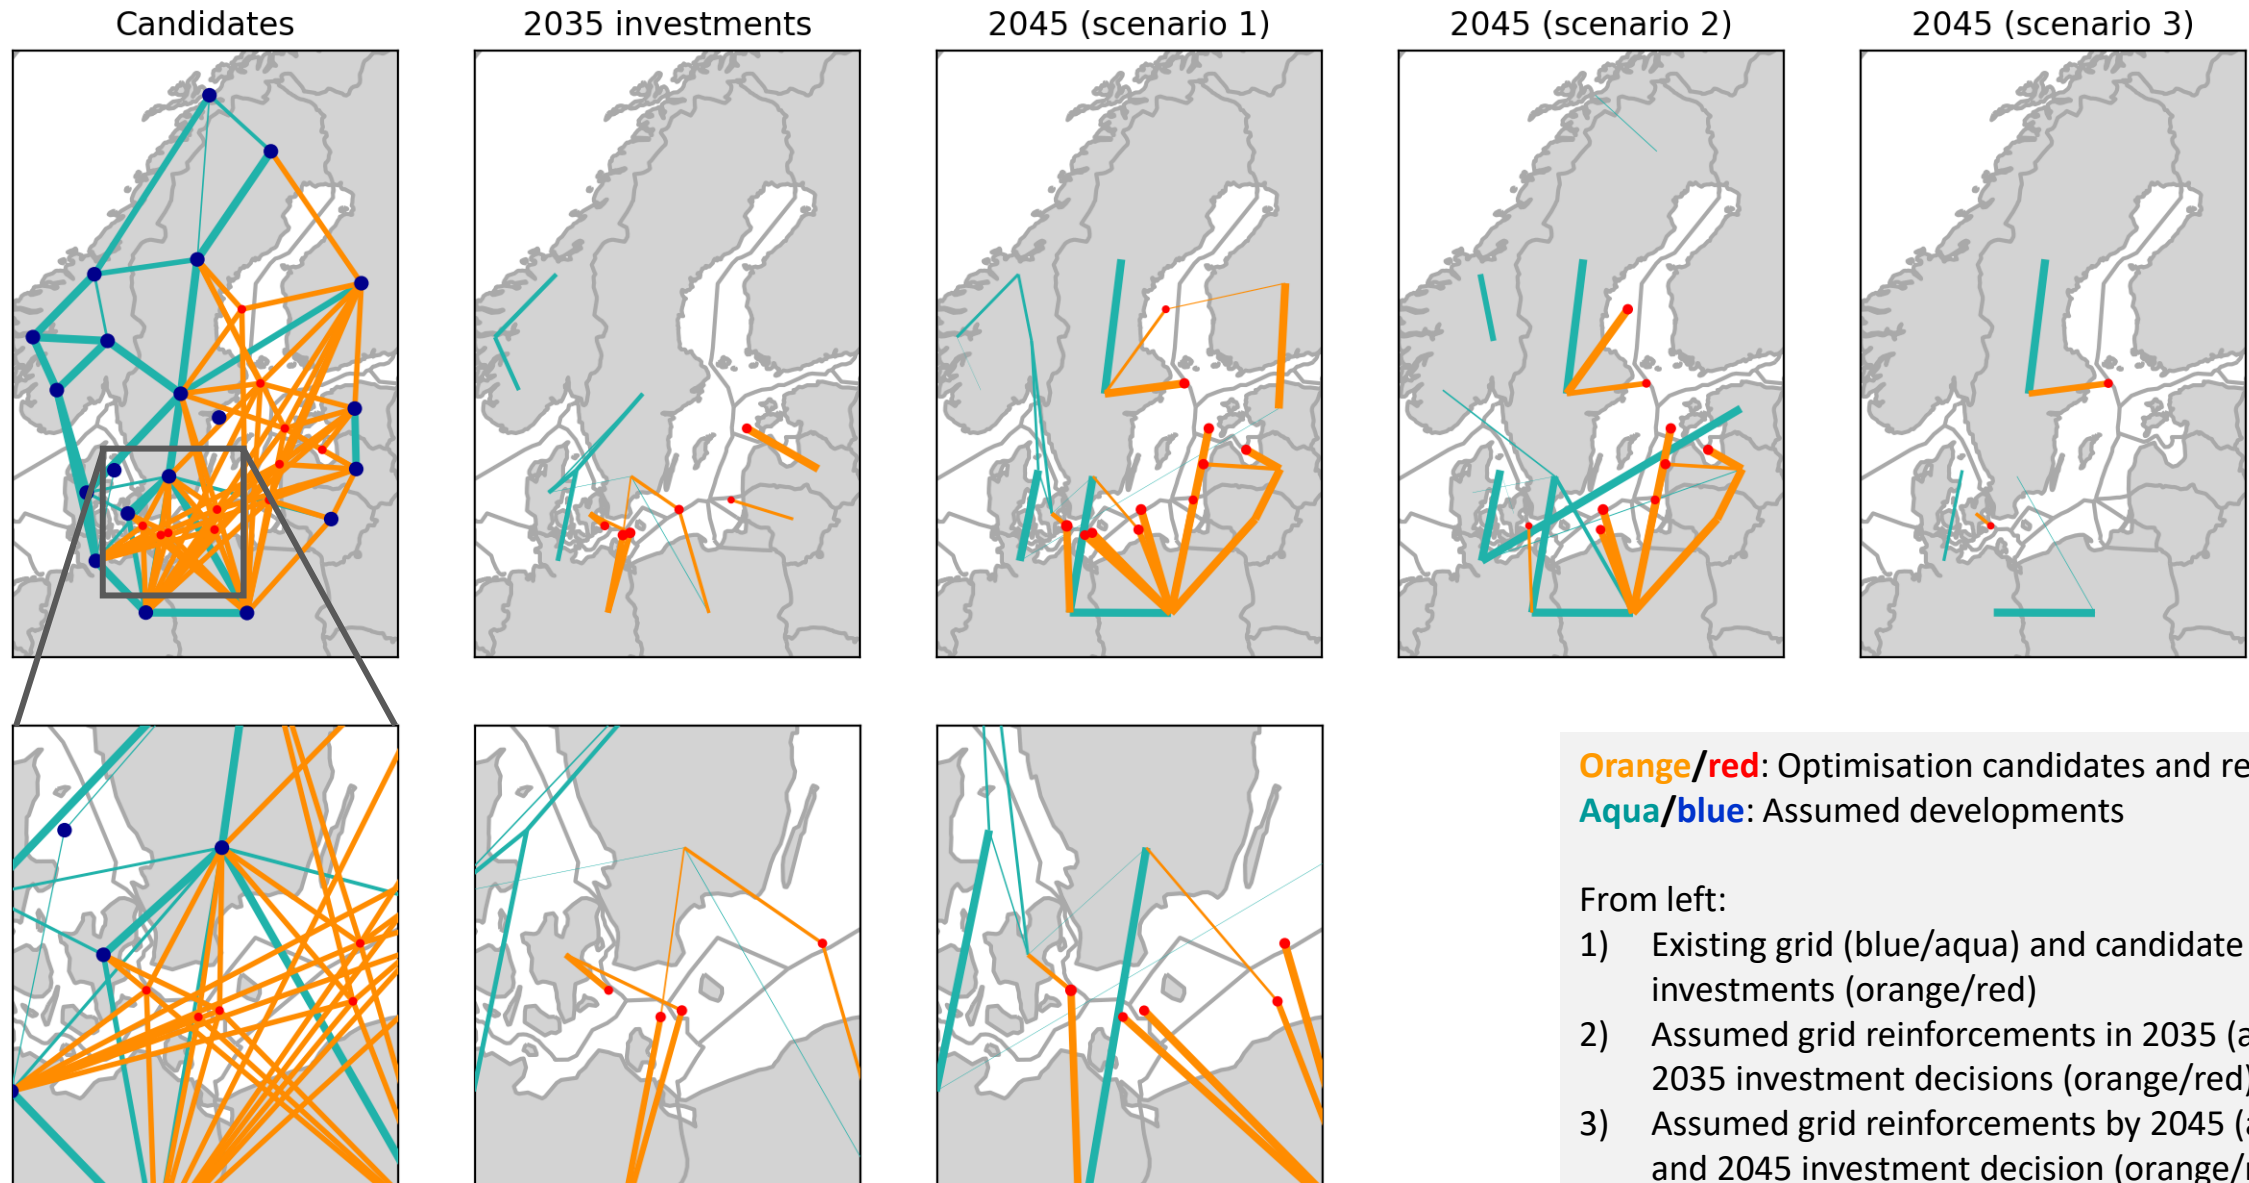 Candidates
2035 investments
2045 (scenario 1)
2045 (scenario 2)
2045 (scenario 3)
Orange/red: Optimisation candidates and
Aqua/blue: Assumed developments
From left:
1) Existing grid (blue/aqua) and candidate
investments (orange/red)
2) Assumed grid reinforcements in 2035
2035 investment decisions (orange/red)
3) Assumed grid reinforcements by 2045
and 2045 investment decision